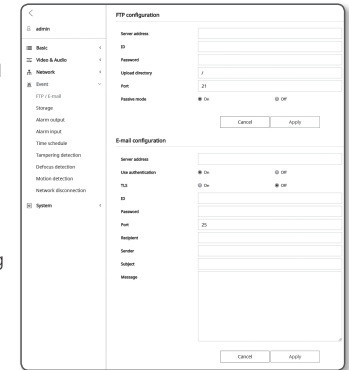 FTP configuration
admin
Server address
ID
Basic
Password
Video & Audio
Upload directory /
Network
Port 21
Event
Passive mode On Off
FTP / E-mail
Storage
Cancel Apply
Alarm output
Alarm input
E-mail configuration
Time schedule
Server address
Tampering detection
Use authentication On Off
Defocus detection
TLS On Off
Motion detection
ID
Network disconnection
Password
System
Port 25
Recipient
Sender
Subject
Message
Cancel Apply